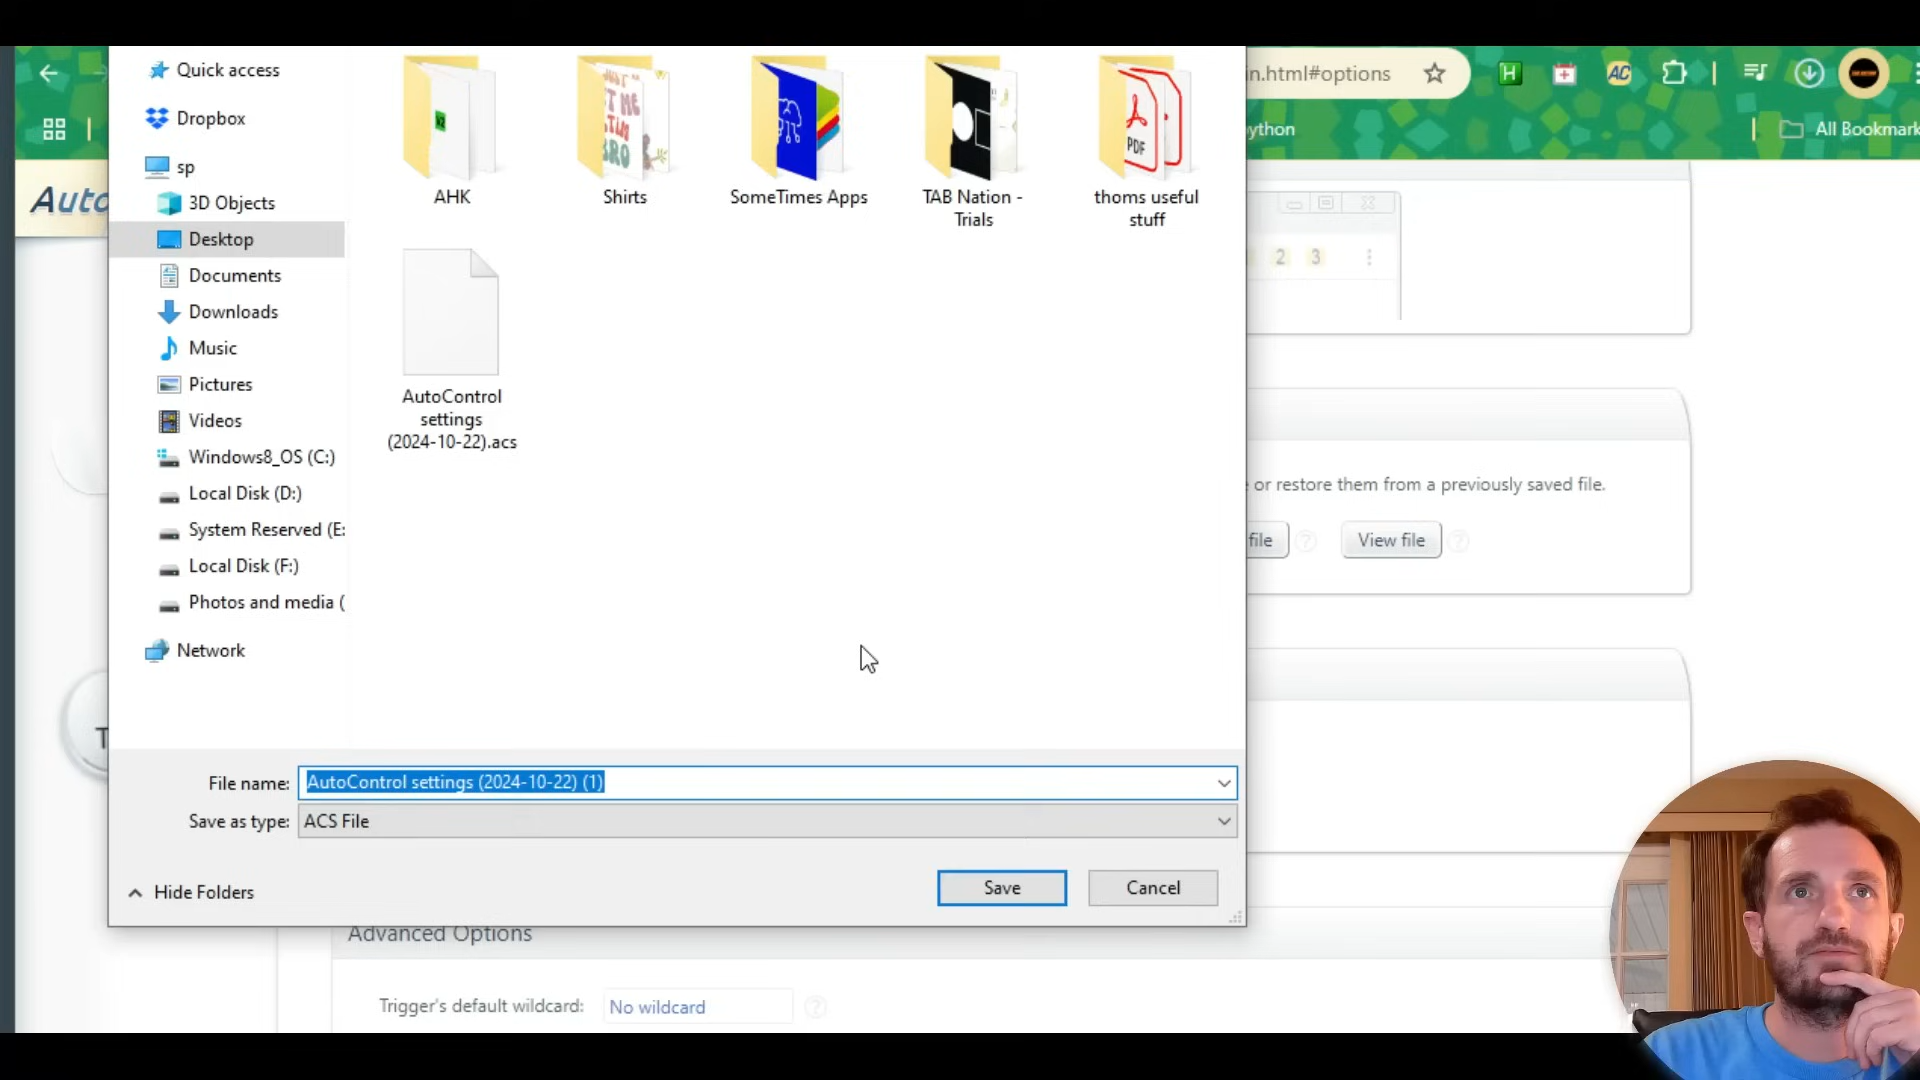 Quick access
Dropbox
sp
3D Objects
Desktop
Documents
Downloads
Music
Pictures
Videos
Windows8_OS (C:)
Local Disk (D:)
System Reserved (E:
Local Disk (F:)
Photos and media (
Network
AHK
Shirts
SomeTimes Apps
TAB Nation -
Trials
thoms useful
stuff
PDF
AutoControl
settings
(2024-10-22).acs
File name: AutoControl settings (2024-10-22) (1)
Save as type: ACS File
Hide Folders
Save
Cancel
n.html#options
H
AC
ython
All Bookmark
Auto
2 3
e or restore them from a previously saved file.
file
?
View file
?
T
Advanced Options
Trigger's default wildcard: No wildcard ?